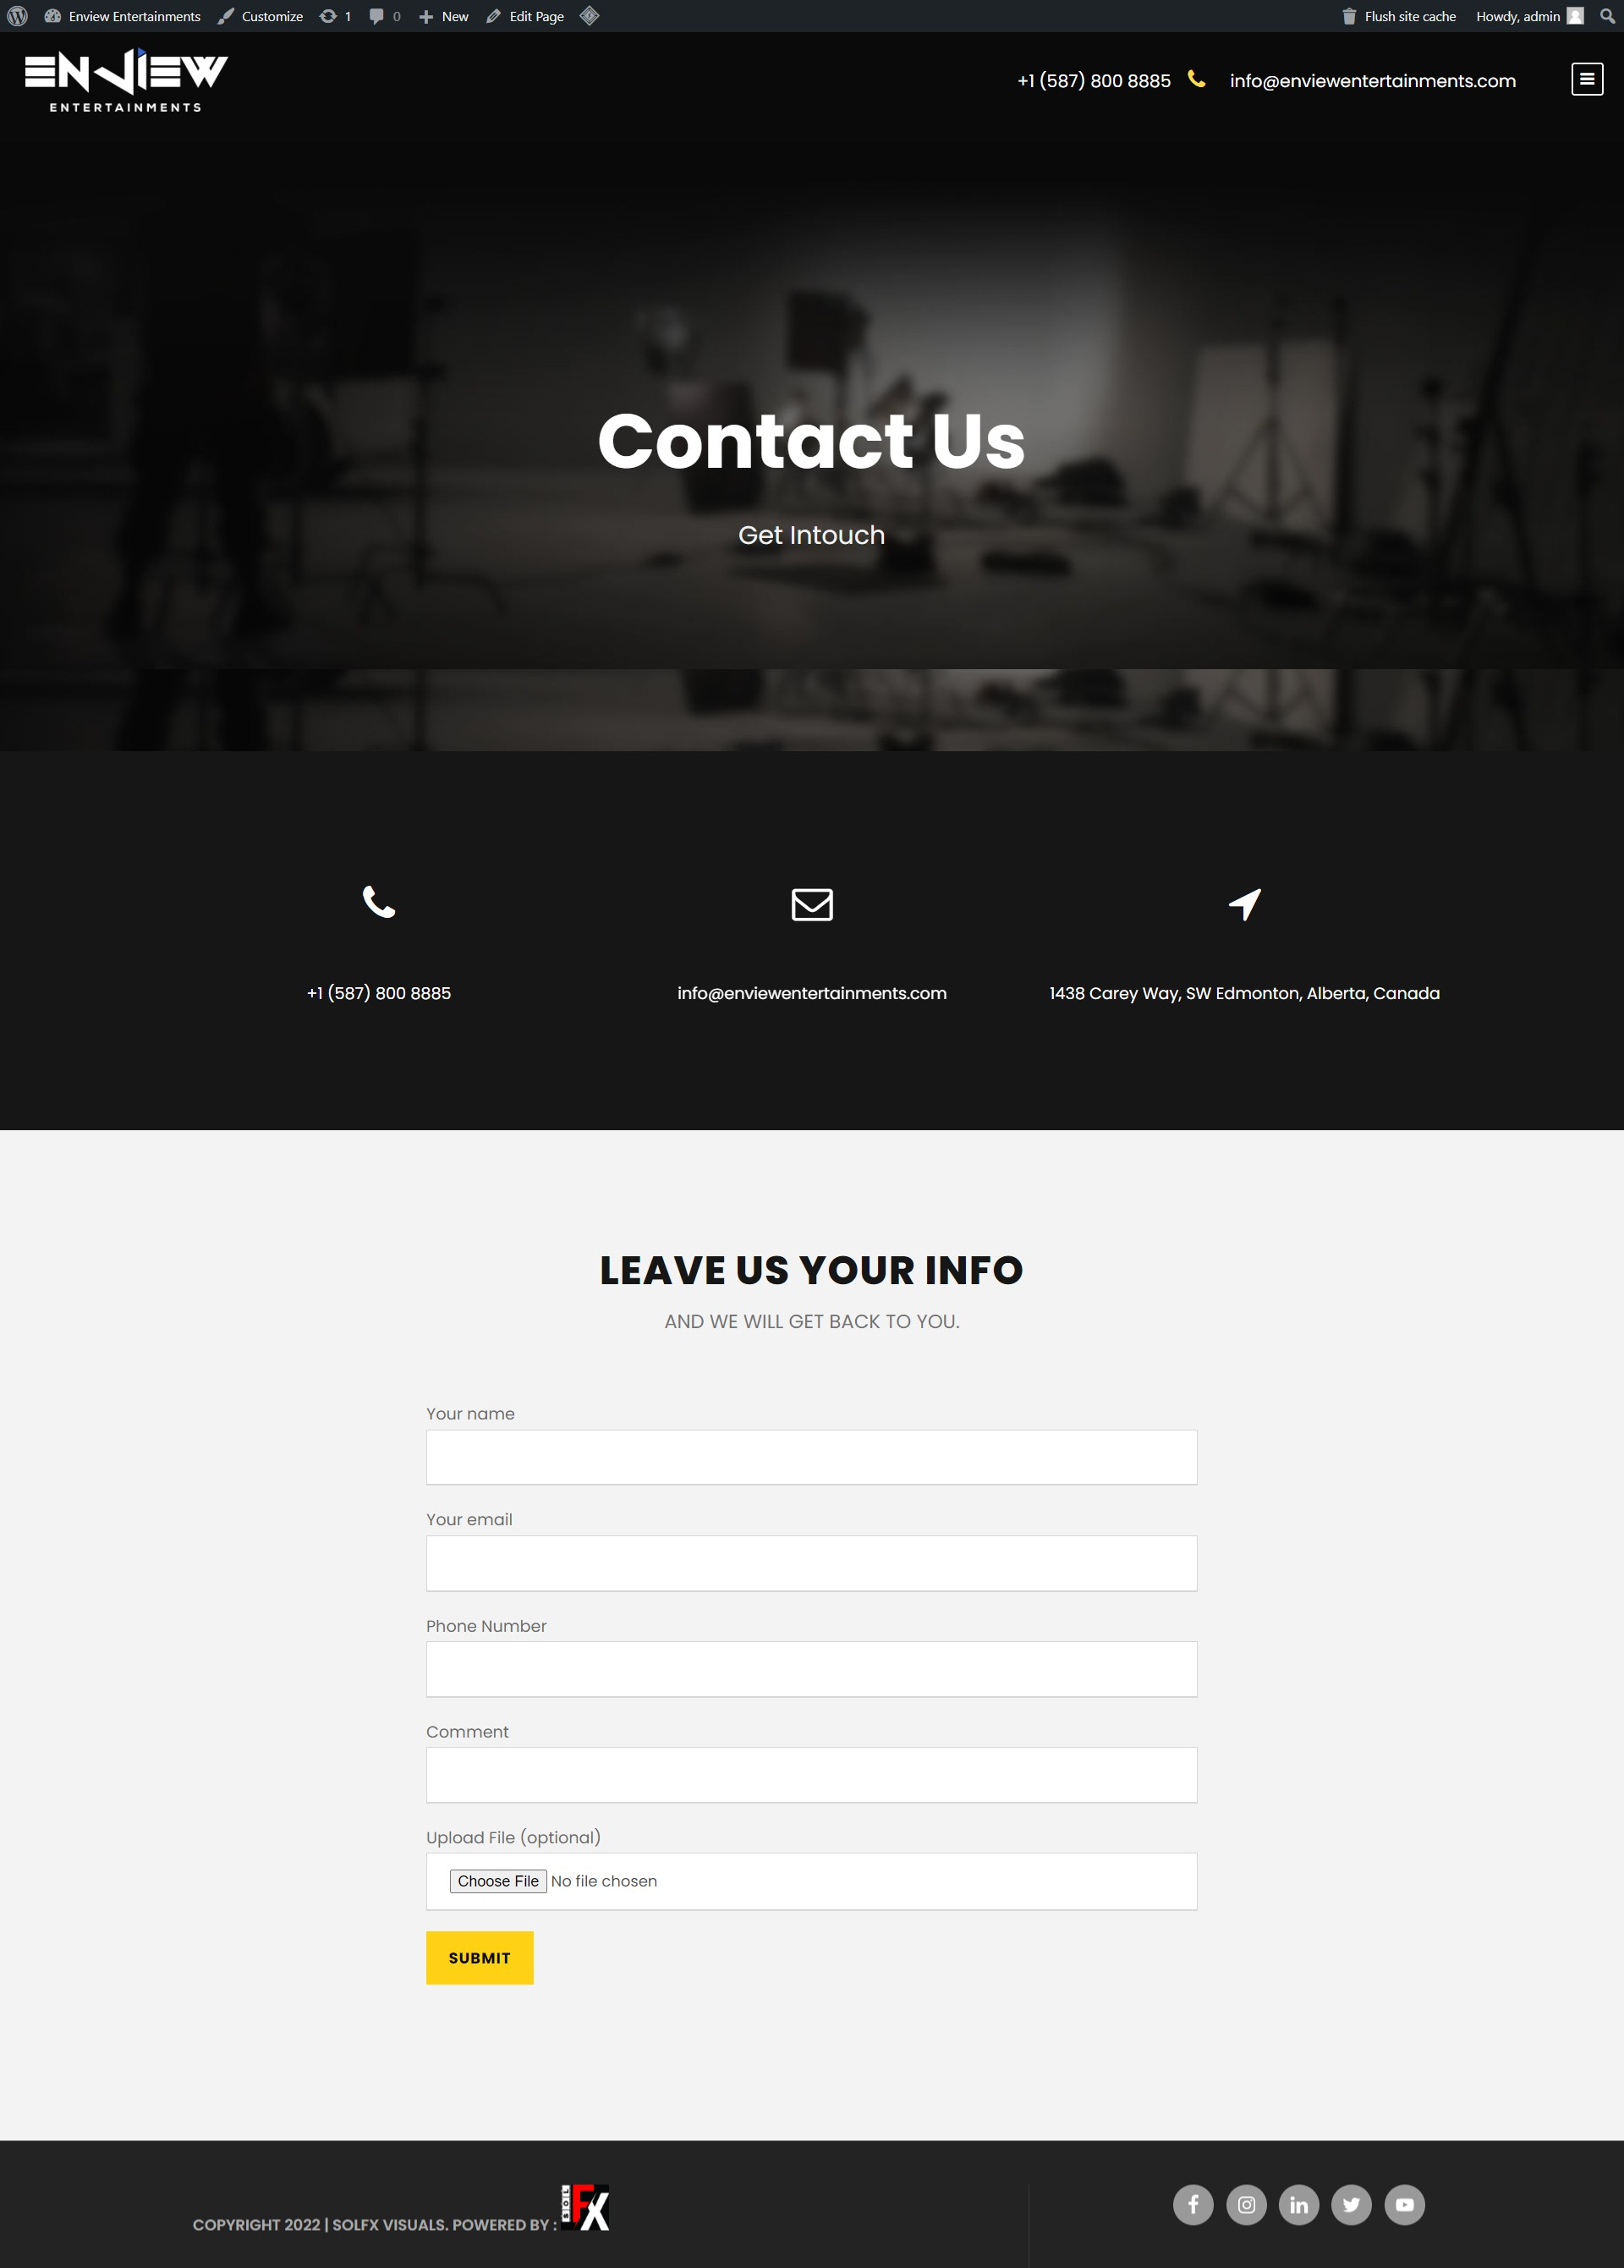 Enview Entertainments Customize 1 0 New Edit Page Flush site cache Howdy, admin
ENVIEW
ENTERTAINMENTS
+1 (587) 800 8885 info@enviewentertainments.com
Contact Us
Get Intouch
+1 (587) 800 8885 info@enviewentertainments.com 1438 Carey Way, SW Edmonton, Alberta, Canada
LEAVE US YOUR INFO
AND WE WILL GET BACK TO YOU.
Your name
Your email
Phone Number
Comment
Upload File (optional)
Choose File No file chosen
SUBMIT
COPYRIGHT 2022 | SOLFX VISUALS. POWERED BY : SOL FX